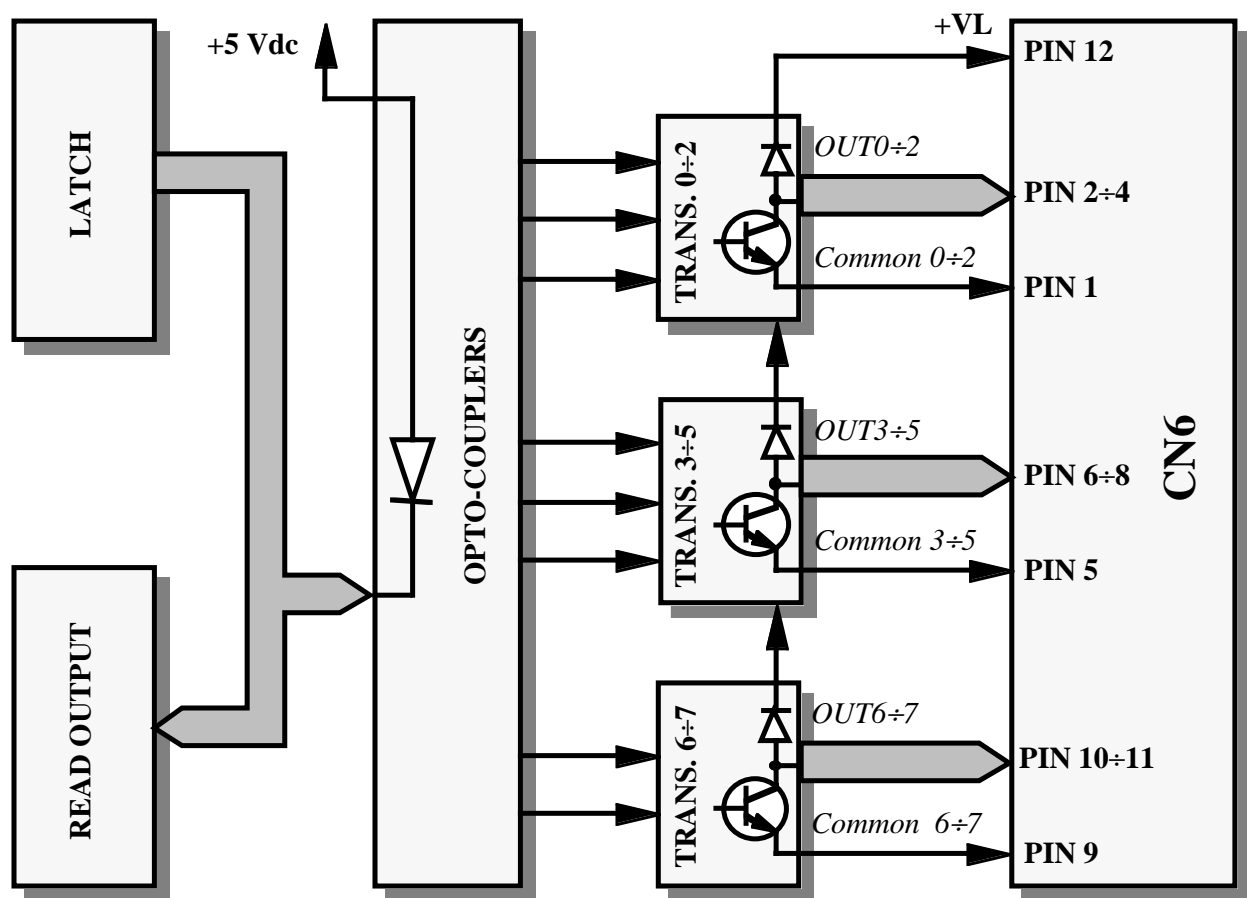 LATCH
READ OUTPUT
+5 Vdc
OPTO-COUPLERS
TRANS. 0÷2
TRANS. 3÷5
TRANS. 6÷7
+VL
OUT0÷2
Common 0÷2
OUT3÷5
Common 3÷5
OUT6÷7
Common 6÷7
PIN 12
PIN 2÷4
PIN 1
PIN 6÷8
PIN 5
PIN 10÷11
PIN 9
CN6